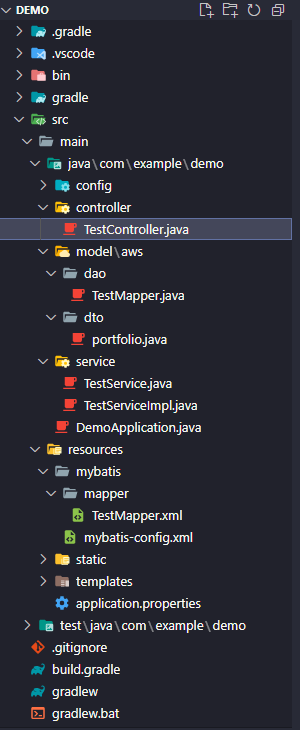 DEMO
.gradle
.vscode
bin
gradle
src
main
java\com\example\demo
config
controller
TestController.java
model\aws
dao
TestMapper.java
dto
portfolio.java
service
TestService.java
TestServiceImpl.java
DemoApplication.java
resources
mybatis
mapper
TestMapper.xml
mybatis-config.xml
static
templates
application.properties
test\java\com\example\demo
.gitignore
build.gradle
gradlew
gradlew.bat